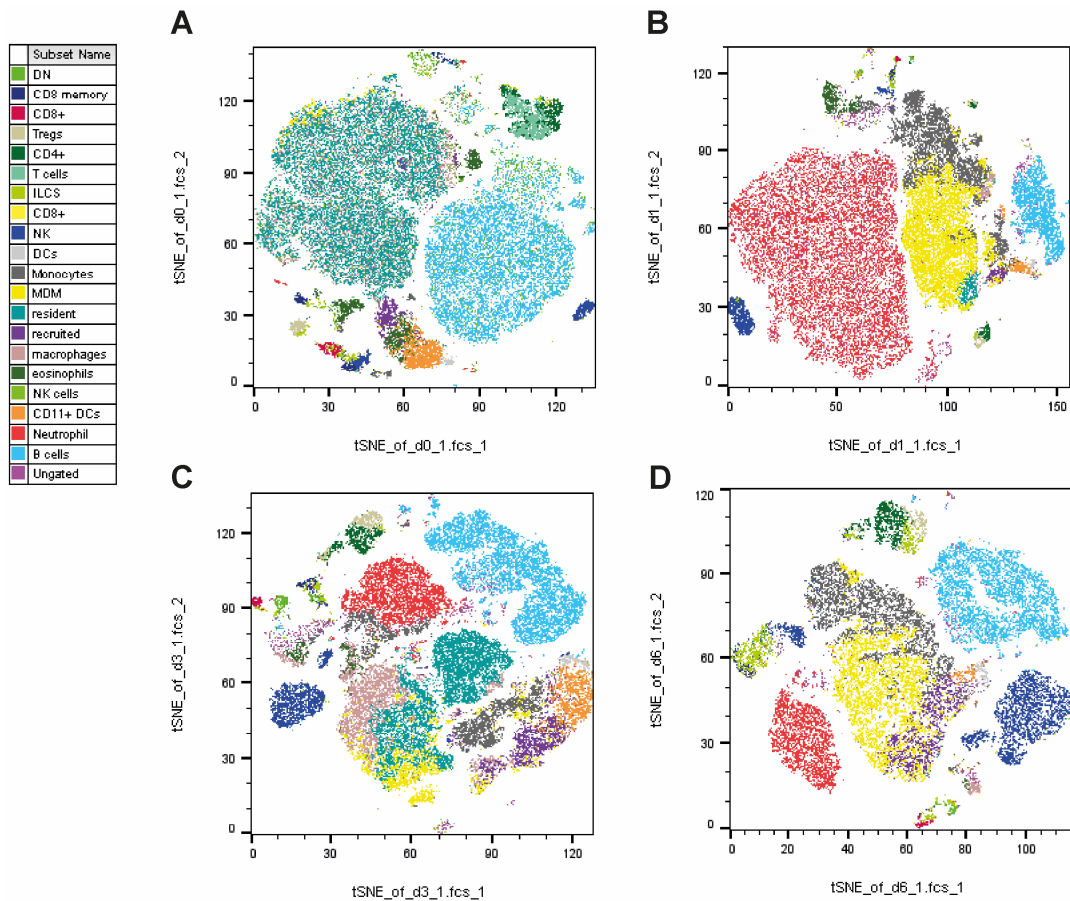 A
B
Subset Name
DN
CD8 memory
CD8+
Tregs
CD4+
T cells
ILCS
CD8+
NK
DCs
Monocytes
MDM
resident
recruited
macrophages
eosinophils
NK cells
CD11+ DCs
Neutrophil
B cells
Ungated
tSNE_of_d0_1.fcs_2
120
90
60
30
0
0 30 60 90 120
tSNE_of_d0_1.fcs_1
tSNE_of_d1_1.fcs_2
120
90
60
30
0
0 50 100 150
tSNE_of_d1_1.fcs_1
C
D
tSNE_of_d3_1.fcs_2
120
90
60
30
0
0 30 60 90 120
tSNE_of_d3_1.fcs_1
tSNE_of_d6_1.fcs_2
120
90
60
30
0
0 20 40 60 80 100
tSNE_of_d6_1.fcs_1